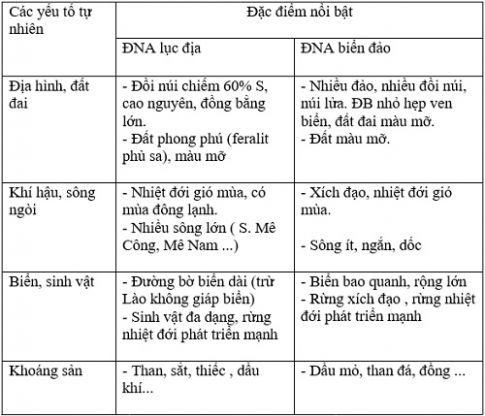 Các yếu tố tự
nhiên
Đặc điểm nổi bật
ĐNA lục địa
ĐNA biển đảo
Địa hình, đất
đai
- Đồi núi chiếm 60% S,
cao nguyên, đồng bằng
lớn.
- Đất phong phú (feralit
phù sa), màu mỡ
- Nhiều đảo, nhiều đồi núi,
núi lửa. ĐB nhỏ hẹp ven
biển, đất đai màu mỡ.
- Đất màu mỡ.
Khí hậu, sông
ngòi
- Nhiệt đới gió mùa, có
mùa đông lạnh.
- Nhiều sông lớn ( S. Mê
Công, Mê Nam ...)
- Xích đạo, nhiệt đới gió
mùa.
- Sông ít, ngắn, dốc
Biển, sinh vật
- Đường bờ biển dài (trừ
Lào không giáp biển)
- Sinh vật đa dạng, rừng
nhiệt đới phát triển mạnh
- Biển bao quanh, rộng lớn
- Rừng xích đạo , rừng nhiệt
đới phát triển mạnh
Khoáng sản
- Than, sắt, thiếc , dầu
khí...
- Dầu mỏ, than đá, đồng ...